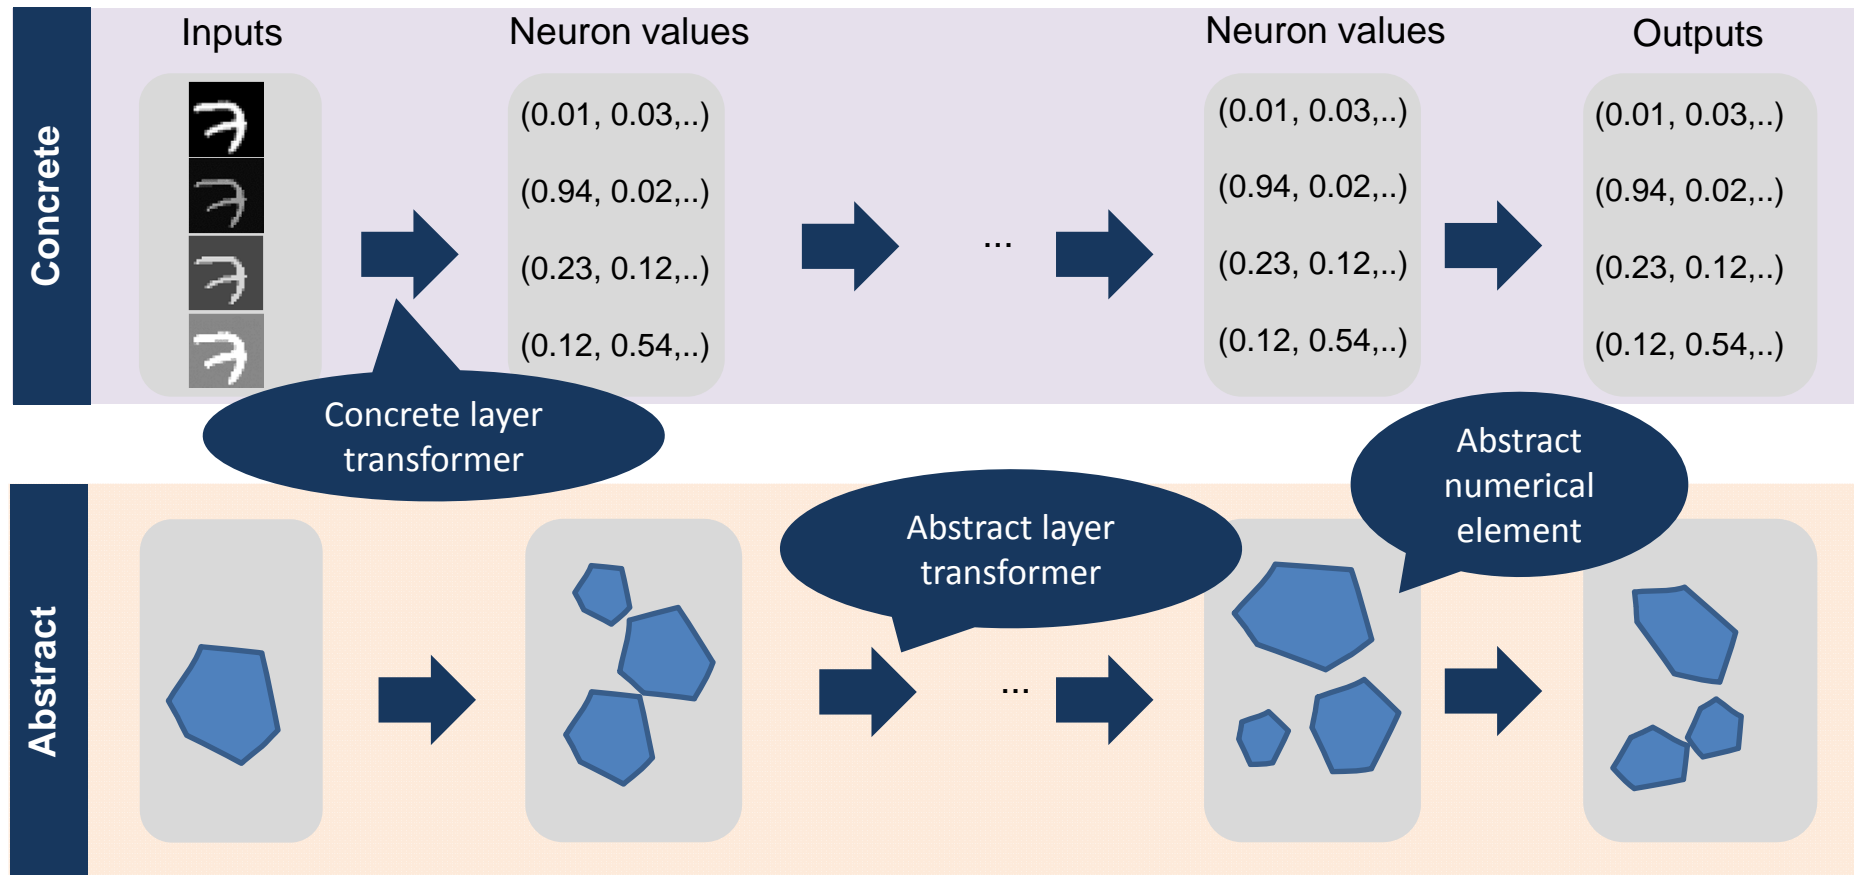 Concrete
Inputs
Neuron values
Neuron values
Outputs
(0.01, 0.03,..)
(0.94, 0.02,..)
(0.23, 0.12,..)
(0.12, 0.54,..)
...
(0.01, 0.03,..)
(0.94, 0.02,..)
(0.23, 0.12,..)
(0.12, 0.54,..)
(0.01, 0.03,..)
(0.94, 0.02,..)
(0.23, 0.12,..)
(0.12, 0.54,..)
Concrete layer
transformer
Abstract
Abstract layer
transformer
Abstract
numerical
element
...